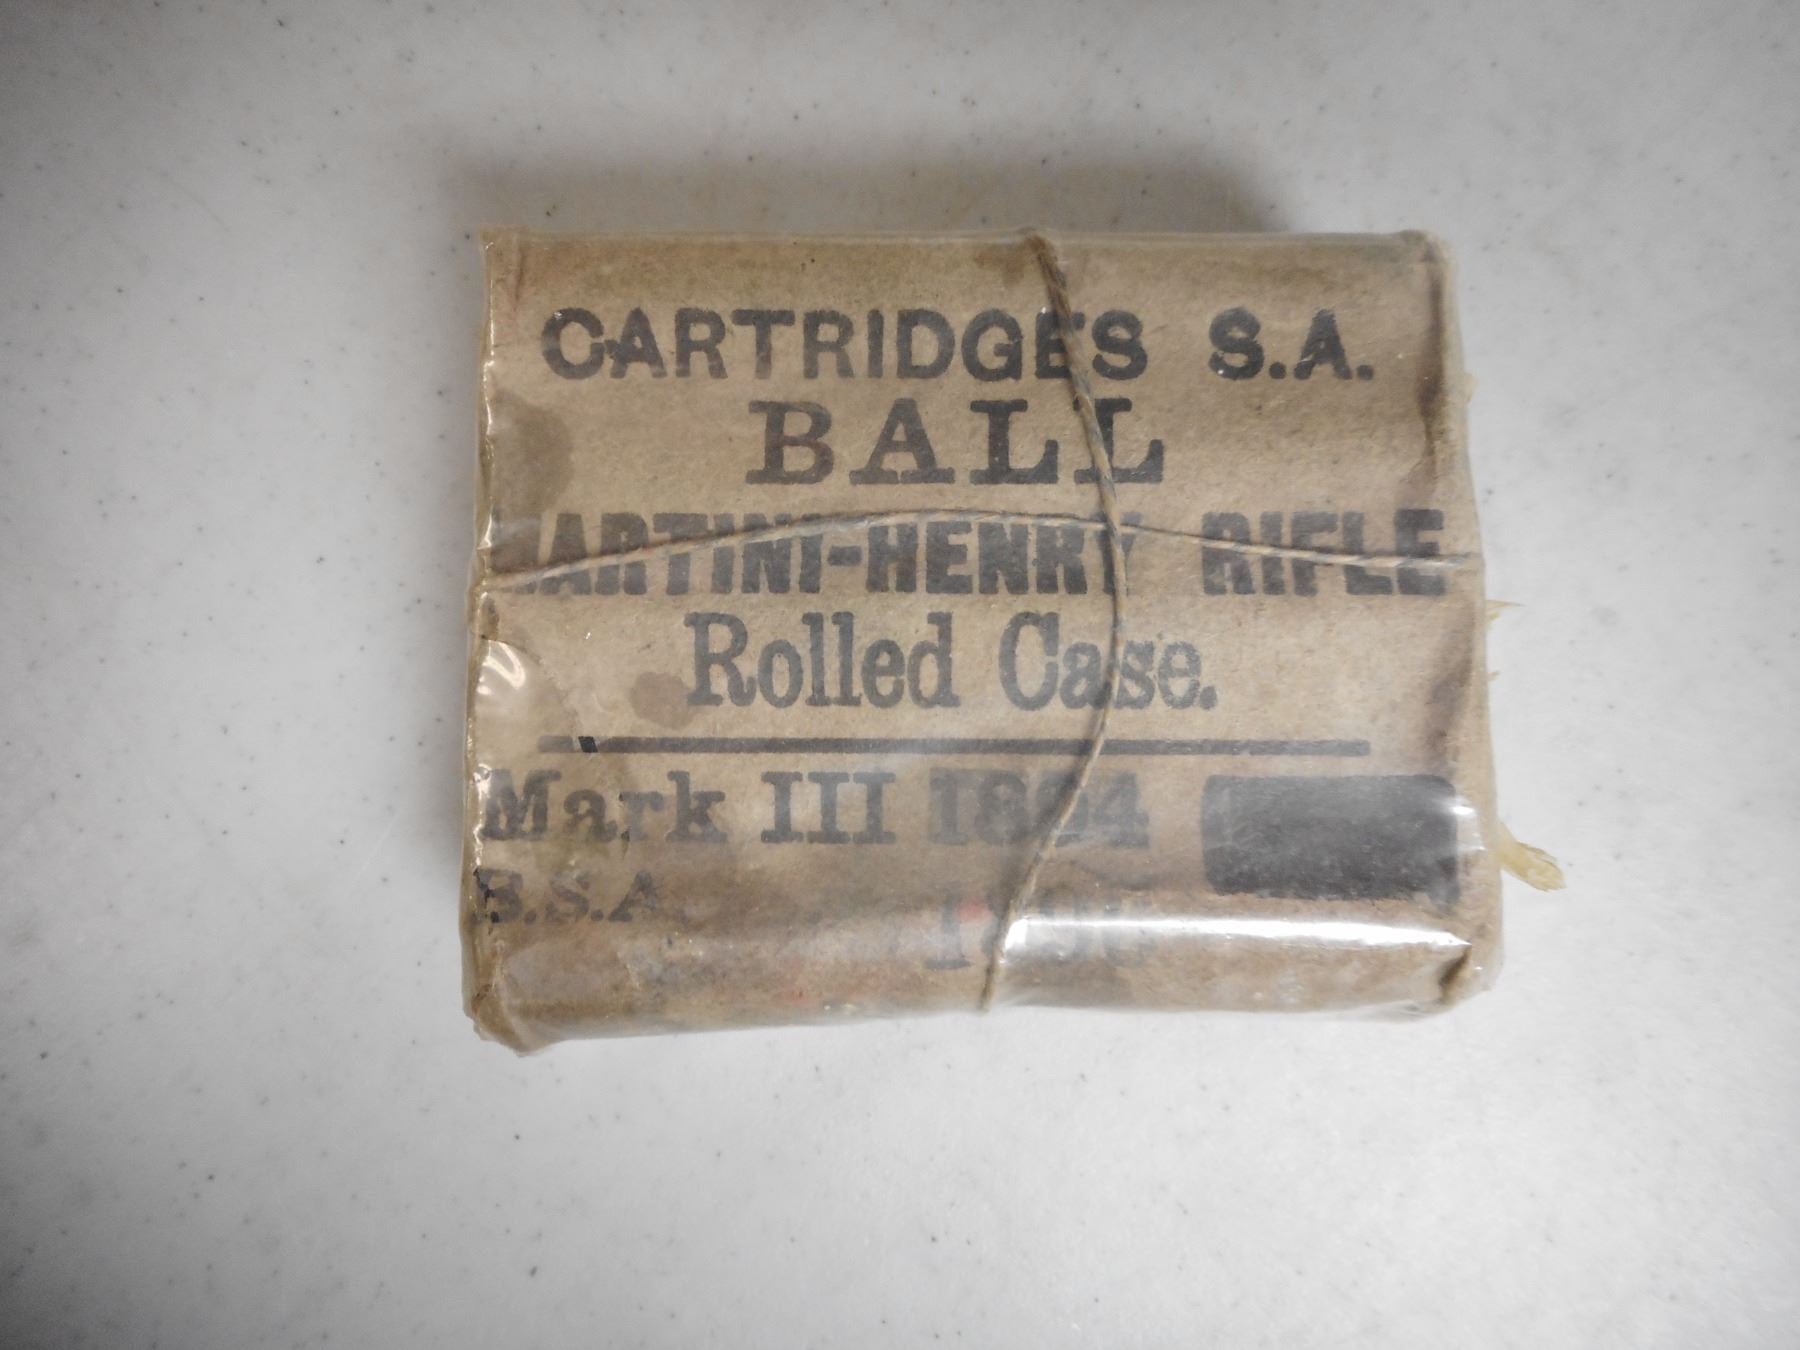 CARTRIDGES S.A.
BALL
MARTINI-HENRY RIFLE
Rolled Case.
Mark III
B.S.A.